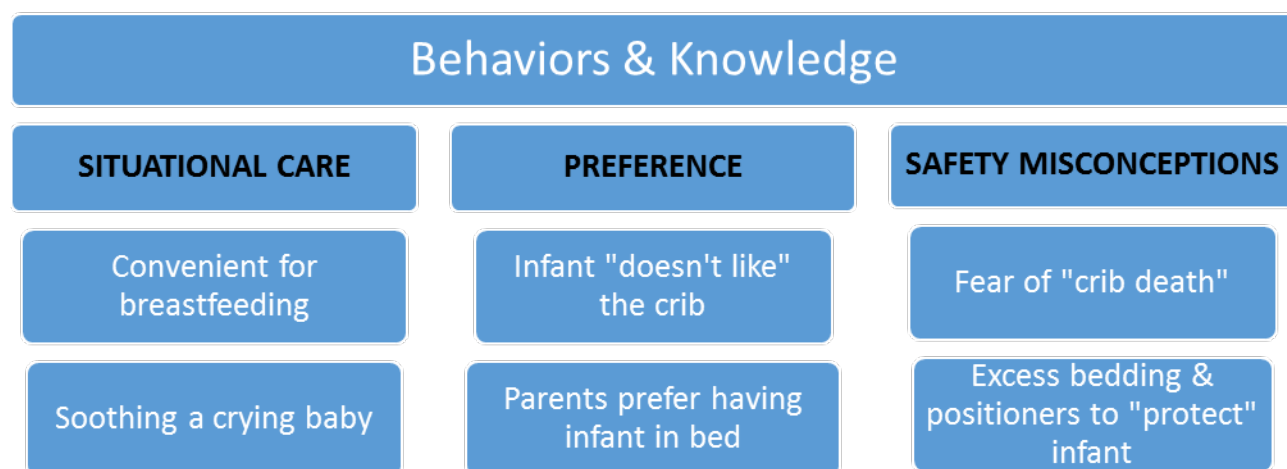 Behaviors & Knowledge
SITUATIONAL CARE
Convenient for
breastfeeding
Soothing a crying baby
PREFERENCE
Infant "doesn't like"
the crib
Parents prefer having
infant in bed
SAFETY MISCONCEPTIONS
Fear of "crib death"
Excess bedding &
positioners to "protect"
infant